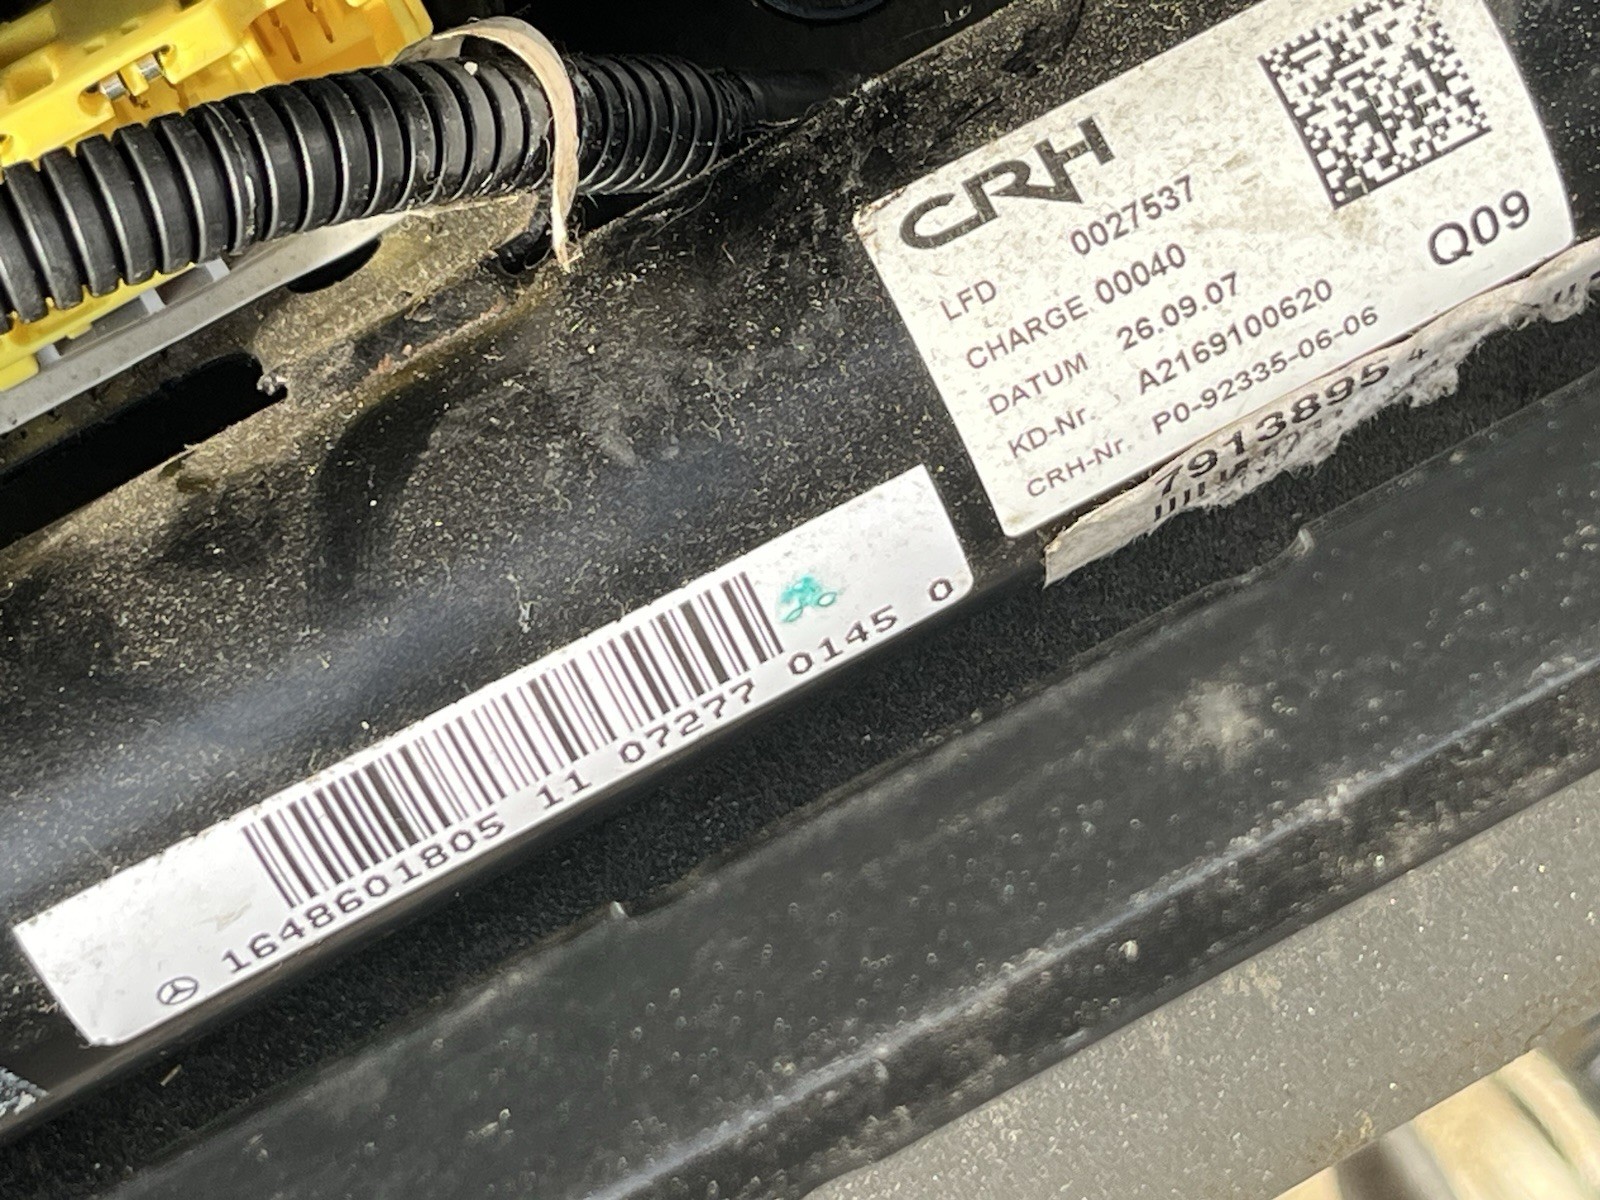 CRH
LFD 0027537
CHARGE 00040
DATUM 26.09.07
KD-Nr. A2169100620
CRH-Nr. P0-92335-06-06
Q09
7913895 4
1648601805 11 07277 0145 0